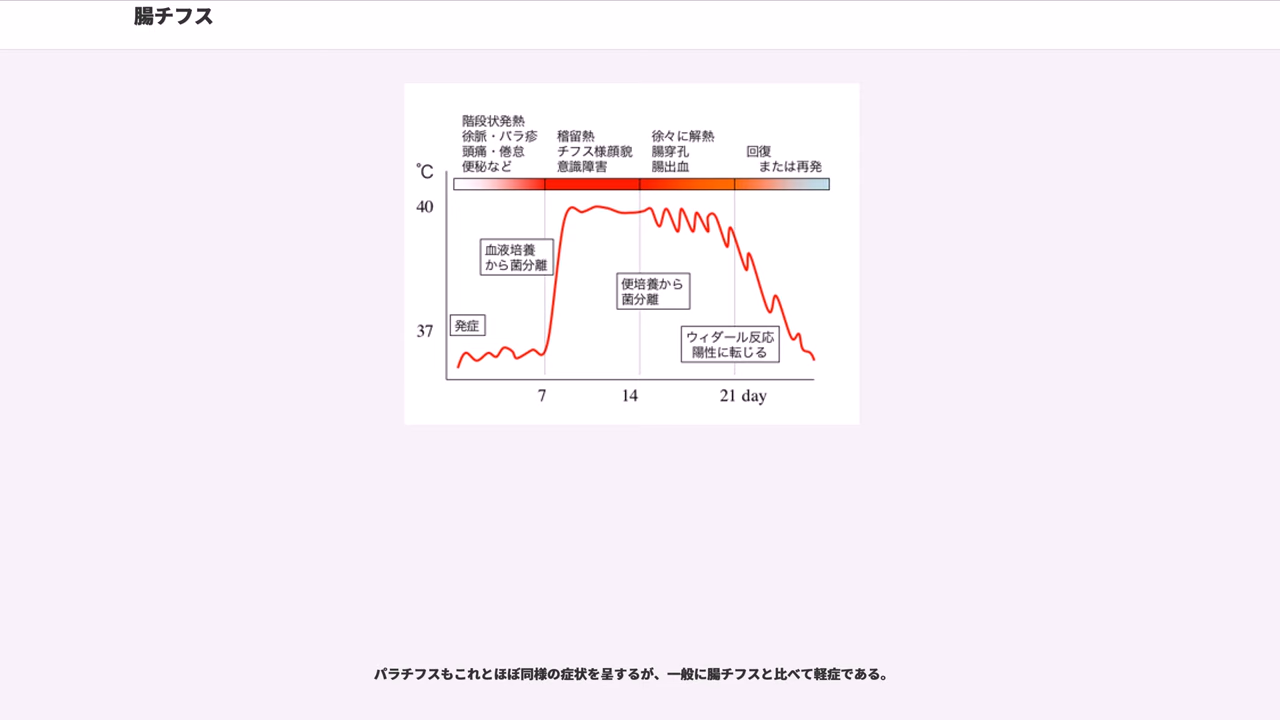 腸チフス
階段状発熱
徐脈・バラ疹
頭痛・倦怠
便秘など
稽留熱
チフス様顔貌
意識障害
徐々に解熱
腸穿孔
腸出血
回復
または再発
℃
40
37
血液培養
から菌分離
便培養から
菌分離
発症
ウィダール反応
陽性に転じる
7 14 21 day
パラチフスもこれとほぼ同様の症状を呈するが、一般に腸チフスと比べて軽症である。